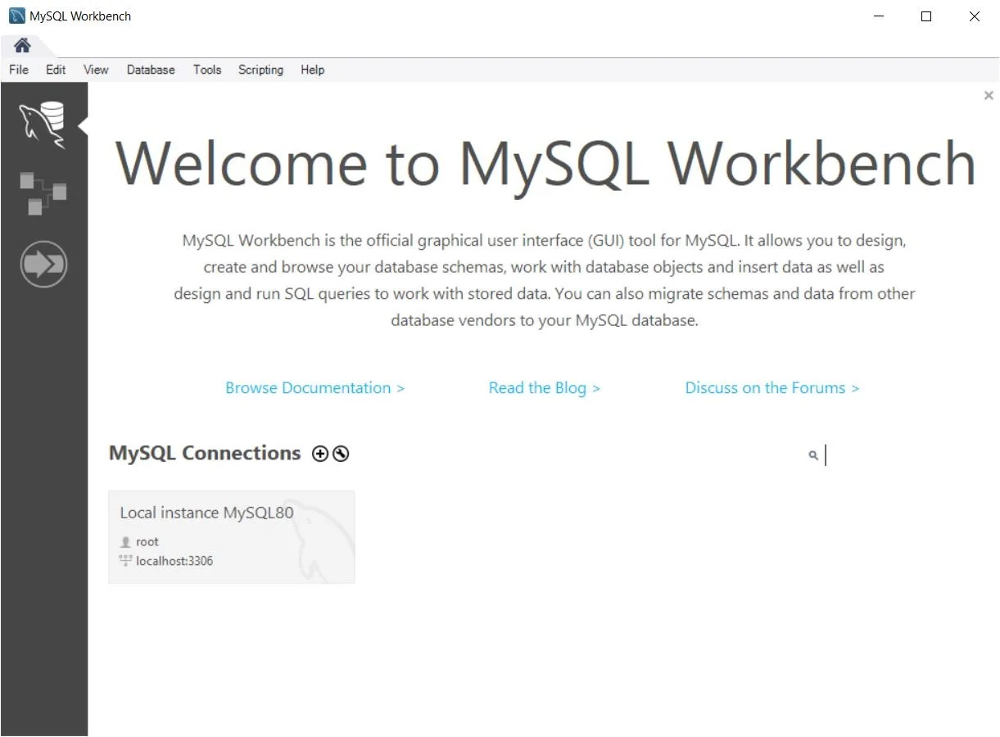 MySQL Workbench
File Edit View Database Tools Scripting Help
Welcome to MySQL Workbench
MySQL Workbench is the official graphical user interface (GUI) tool for MySQL. It allows you to design,
create and browse your database schemas, work with database objects and insert data as well as
design and run SQL queries to work with stored data. You can also migrate schemas and data from other
database vendors to your MySQL database.
Browse Documentation > Read the Blog > Discuss on the Forums >
MySQL Connections
Local instance MySQL80
root
localhost:3306